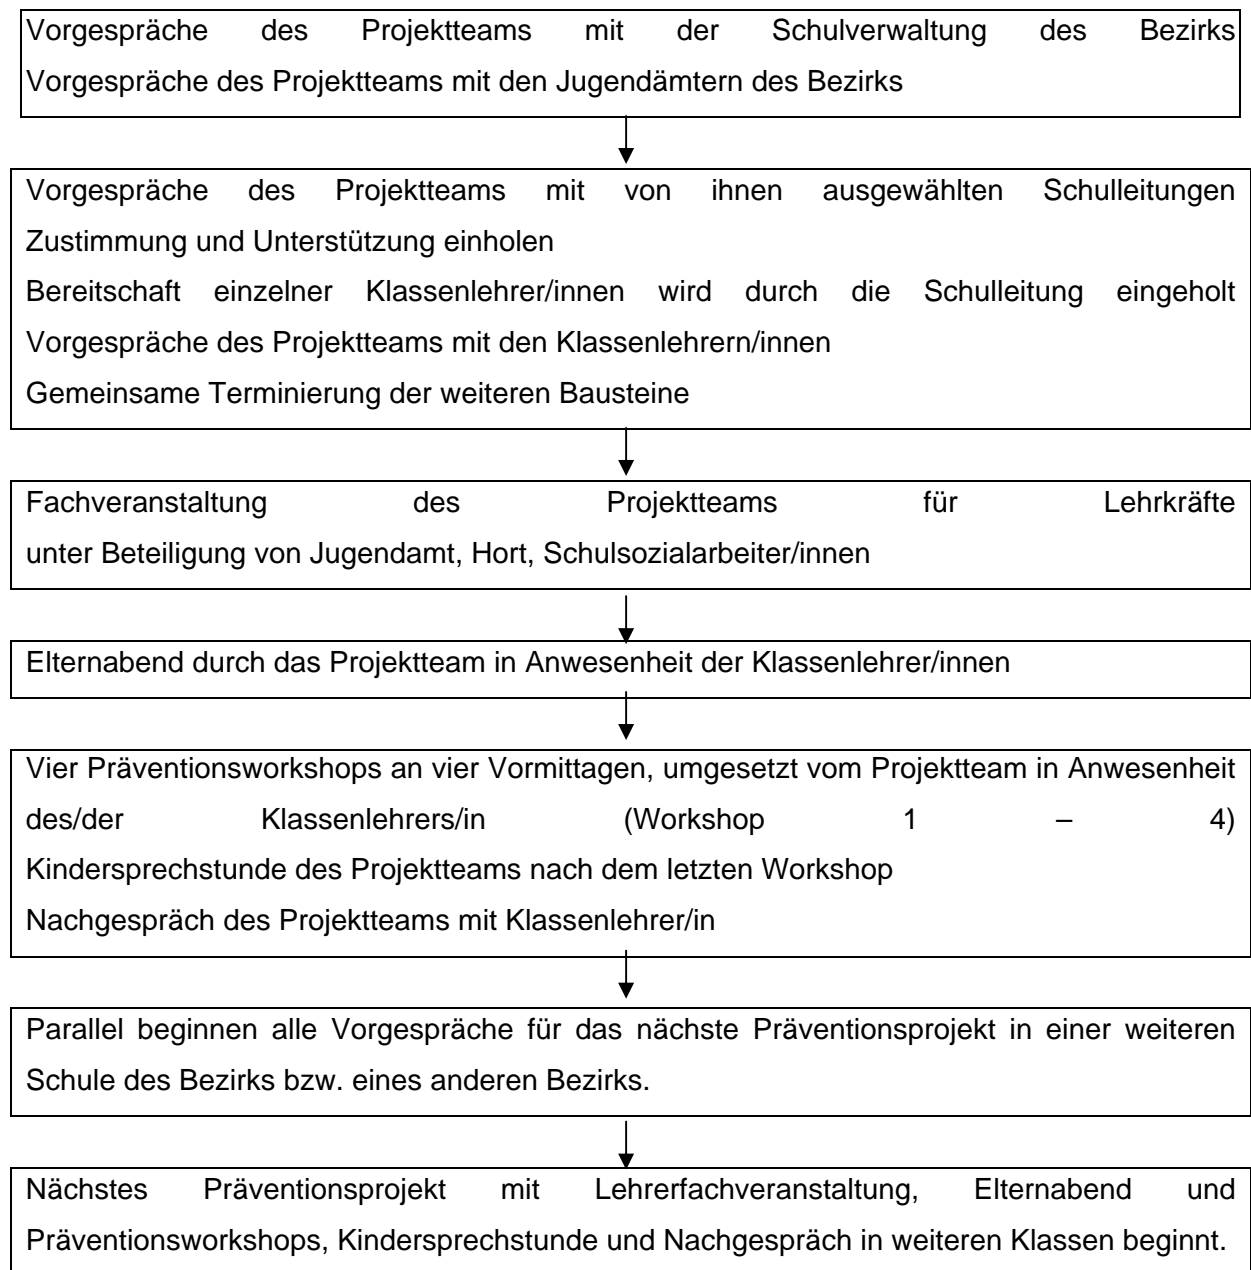 Vorgespräche des Projektteams mit der Schulverwaltung des Bezirks
Vorgespräche des Projektteams mit den Jugendämtern des Bezirks
Vorgespräche des Projektteams mit von ihnen ausgewählten Schulleitungen
Zustimmung und Unterstützung einholen
Bereitschaft einzelner Klassenlehrer/innen wird durch die Schulleitung eingeholt
Vorgespräche des Projektteams mit den Klassenlehrern/innen
Gemeinsame Terminierung der weiteren Bausteine
Fachveranstaltung des Projektteams für Lehrkräfte
unter Beteiligung von Jugendamt, Hort, Schulsozialarbeiter/innen
Elternabend durch das Projektteam in Anwesenheit der Klassenlehrer/innen
Vier Präventionsworkshops an vier Vormittagen, umgesetzt vom Projektteam in Anwesenheit
des/der Klassenlehrers/in (Workshop 1 – 4)
Kindersprechstunde des Projektteams nach dem letzten Workshop
Nachgespräch des Projektteams mit Klassenlehrer/in
Parallel beginnen alle Vorgespräche für das nächste Präventionsprojekt in einer weiteren
Schule des Bezirks bzw. eines anderen Bezirks.
Nächstes Präventionsprojekt mit Lehrerfachveranstaltung, Elternabend und
Präventionsworkshops, Kindersprechstunde und Nachgespräch in weiteren Klassen beginnt.